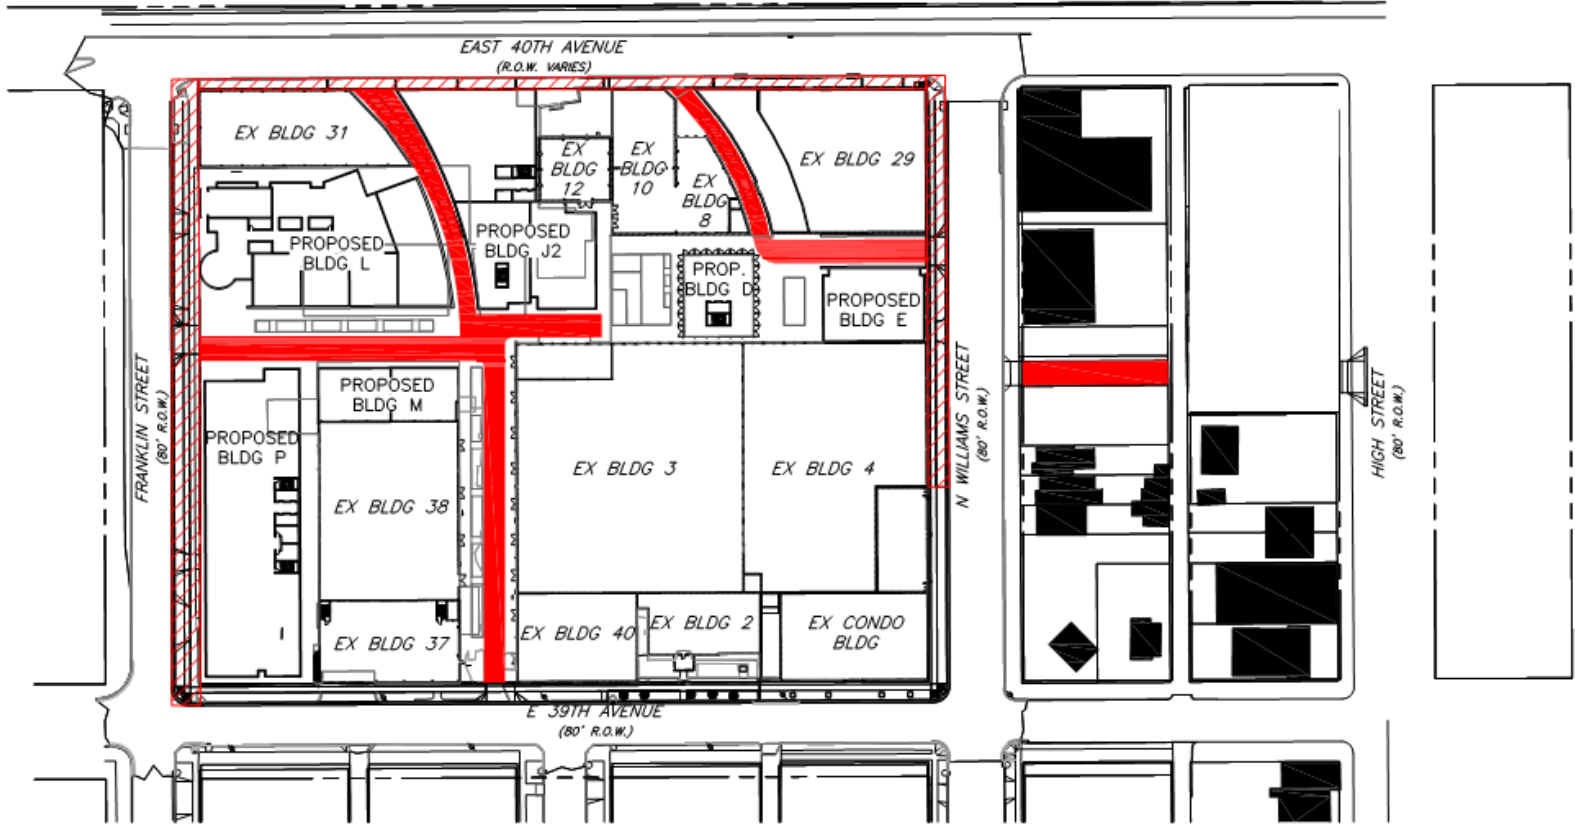 EAST 40TH AVENUE
(R.O.W. VARIES)
EX BLDG 31
EX
BLDG
12
EX
BLDG
10
EX
BLDG
8
EX BLDG 29
PROPOSED
BLDG L
PROPOSED
BLDG J2
PROP.
BLDG D
PROPOSED
BLDG E
FRANKLIN STREET
(80' R.O.W.)
PROPOSED
BLDG M
PROPOSED
BLDG P
EX BLDG 38
EX BLDG 3
EX BLDG 4
N WILLIAMS STREET
(80' R.O.W.)
HIGH STREET
(80' R.O.W.)
EX BLDG 37
EX BLDG 40
EX BLDG 2
EX CONDO
BLDG
E 39TH AVENUE
(80' R.O.W.)